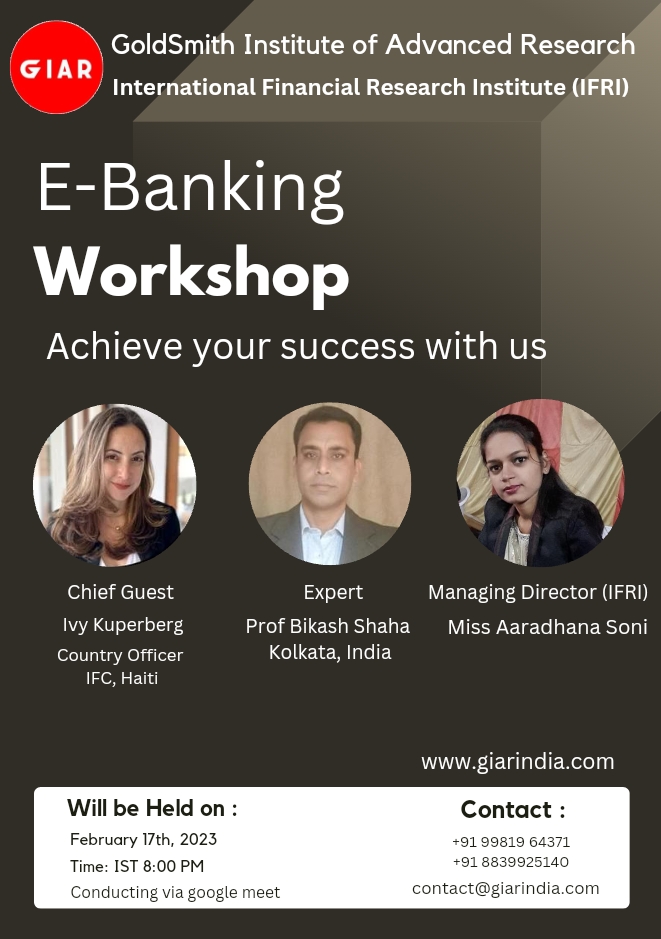 GIAR
GoldSmith Institute of Advanced Research
International Financial Research Institute (IFRI)
E-Banking
Workshop
Achieve your success with us
Chief Guest
Ivy Kuperberg
Country Officer
IFC, Haiti
Expert
Prof Bikash Shaha
Kolkata, India
Managing Director (IFRI)
Miss Aaradhana Soni
www.giarindia.com
Will be Held on :
February 17th, 2023
Time: IST 8:00 PM
Conducting via google meet
Contact :
+91 99819 64371
+91 8839925140
contact@giarindia.com